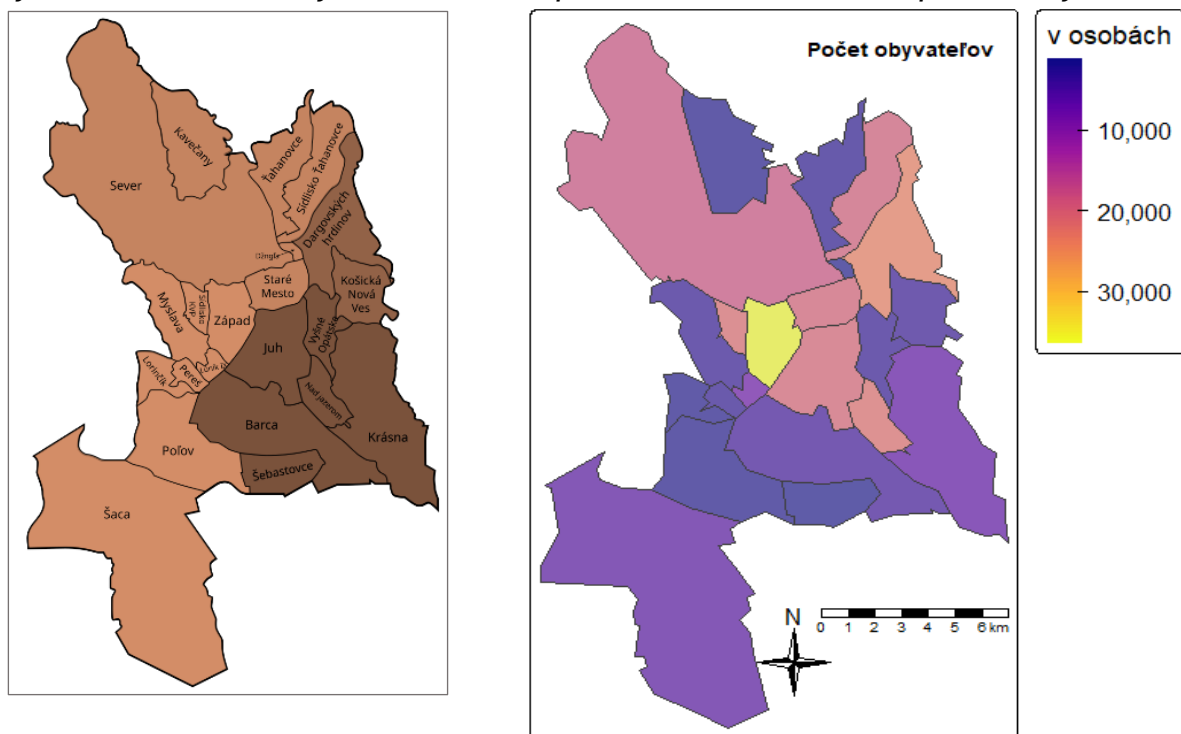 Kavečany
Ťahanovce
Sídlisko Ťahanovce
Sever
Dargovských
hrdinov
Džungľa
Staré
Mesto
Košická
Nová
Ves
Myslava
Sídlisko
KVP
Západ
Vyšné
Opátske
Juh
Lorinčík
Pereš
Luník IX
Nad jazerom
Barca
Krásna
Poľov
Šebastovce
Šaca
Počet obyvateľov
N
0 1 2 3 4 5 6 km
v osobách
10,000
20,000
30,000